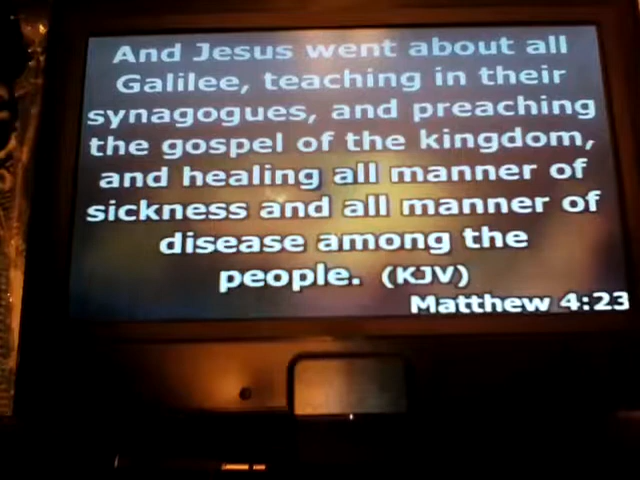 And Jesus went about all
Galilee, teaching in their
synagogues, and preaching
the gospel of the kingdom,
and healing all manner of
sickness and all manner of
disease among the
people. (KJV)
Matthew 4:23